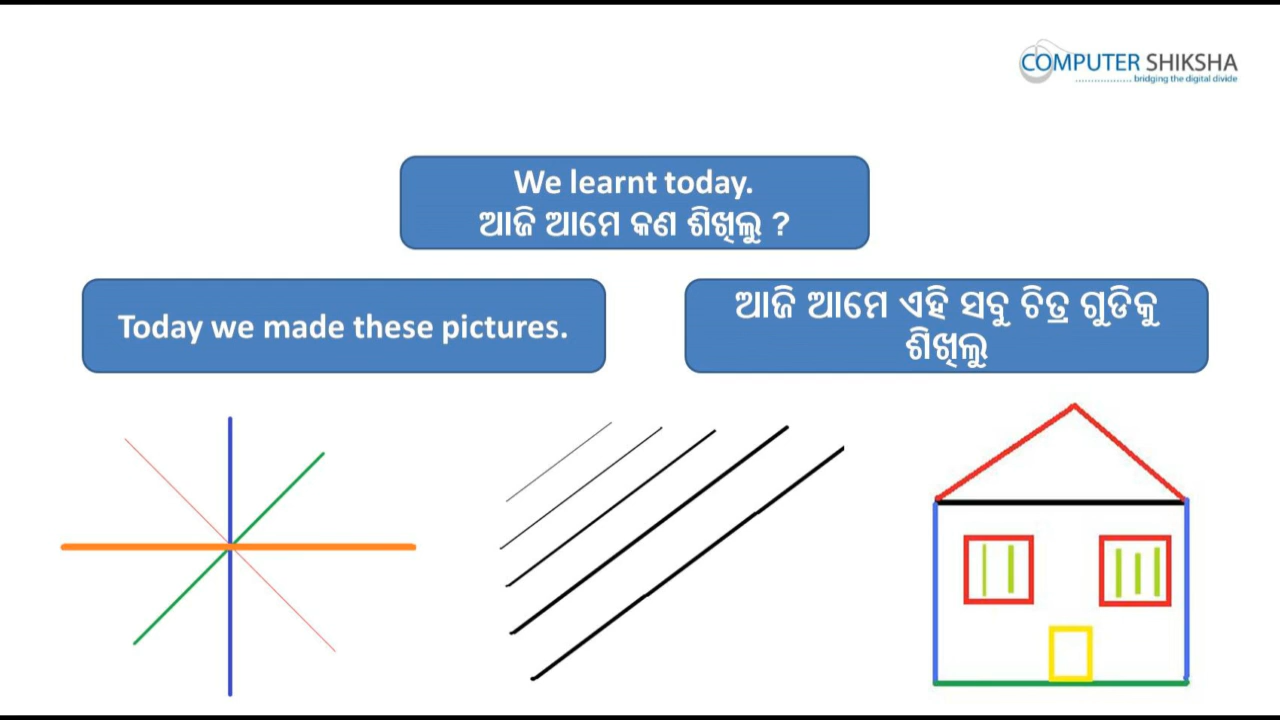 COMPUTER SHIKSHA
bridging the digital divide
We learnt today.
ଆଜି ଆମେ କଣ ଶିଖିଲୁ ?
Today we made these pictures.
ଆଜି ଆମେ ଏହି ସବୁ ଚିତ୍ର ଗୁଡିକୁ
ଶିଖିଲୁ